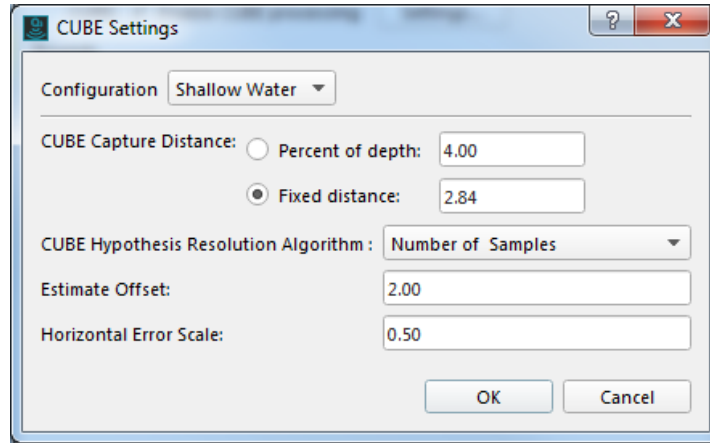 CUBE Settings
?
X
Configuration Shallow Water
CUBE Capture Distance: Percent of depth: 4.00
Fixed distance: 2.84
CUBE Hypothesis Resolution Algorithm : Number of Samples
Estimate Offset: 2.00
Horizontal Error Scale: 0.50
OK Cancel